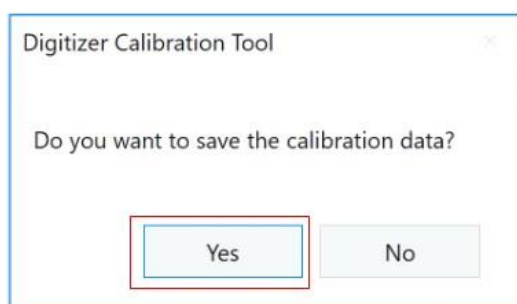 Digitizer Calibration Tool
Do you want to save the calibration data?
Yes No